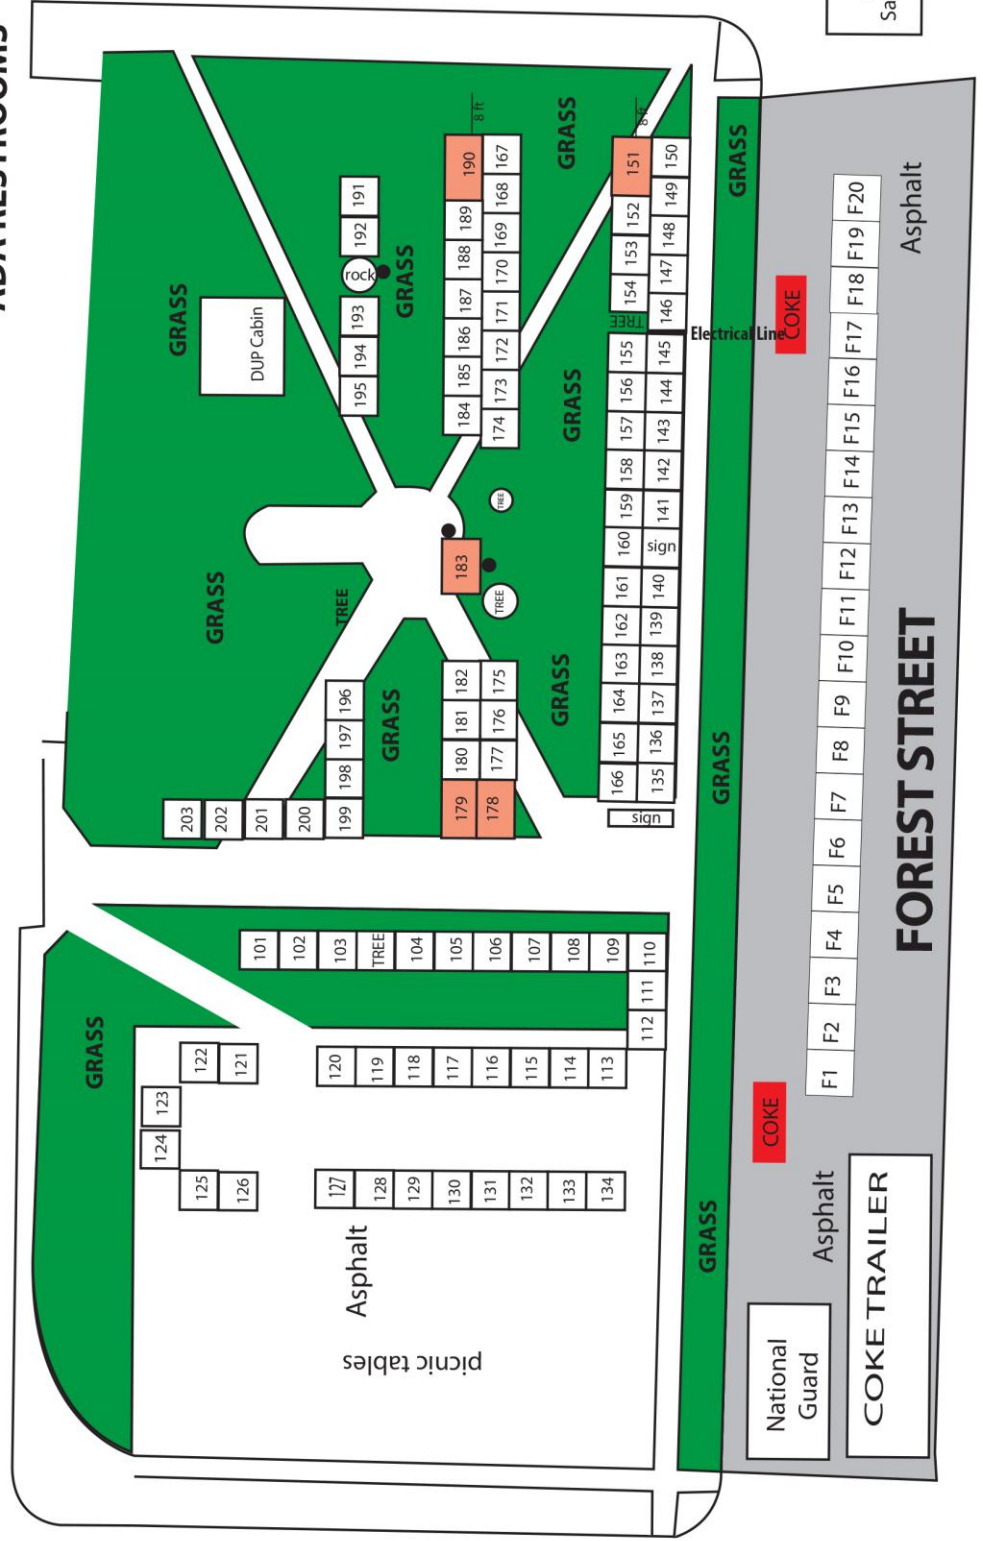 ADA RESTROOMS
Sa
GRASS
GRASS
GRASS
DUP Cabin
TREE
203
202
201
200
199 198 197 196
195 194 193 rock 192 191
GRASS
GRASS
179 180 181 182
183
184 185 186 187 188 189 190
8 ft
178 177 176 175
TREE
TREE
174 173 172 171 170 169 168 167
GRASS
GRASS
GRASS
166 165 164 163 162 161 160 159 158 157 156 155 TREE 154 153 152 151
8 ft
sign
135 136 137 138 139 140 sign 141 142 143 144 145 146 147 148 149 150
Electrical Line
101
102
103
TREE
104
105
106
107
108
109
110
111
112
122
121
123
124
125
126
120
119
118
117
116
115
114
113
127
128
129
130
131
132
133
134
Asphalt
picnic tables
GRASS
GRASS
GRASS
COKE
COKE
National
Guard
Asphalt
F1 F2 F3 F4 F5 F6 F7 F8 F9 F10 F11 F12 F13 F14 F15 F16 F17 F18 F19 F20
COKE TRAILER
FOREST STREET
Asphalt